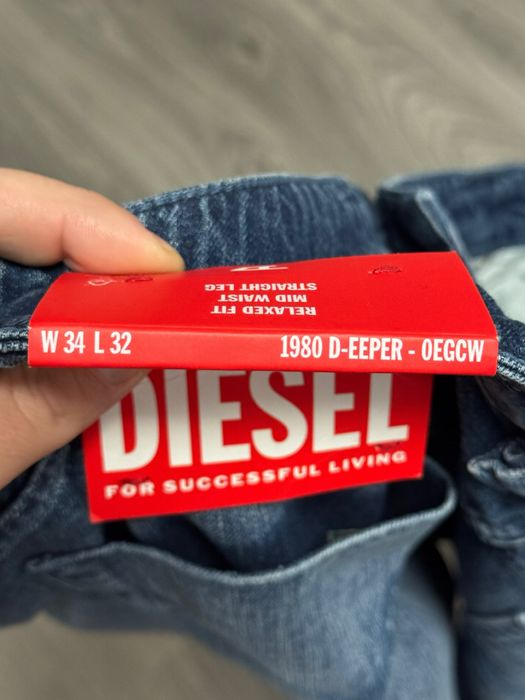 RELAXED FIT
MID WAIST
STRAIGHT LEG
W 34 L 32
1980 D-EEPER - 0EGCW
DIESEL
FOR SUCCESSFUL LIVING